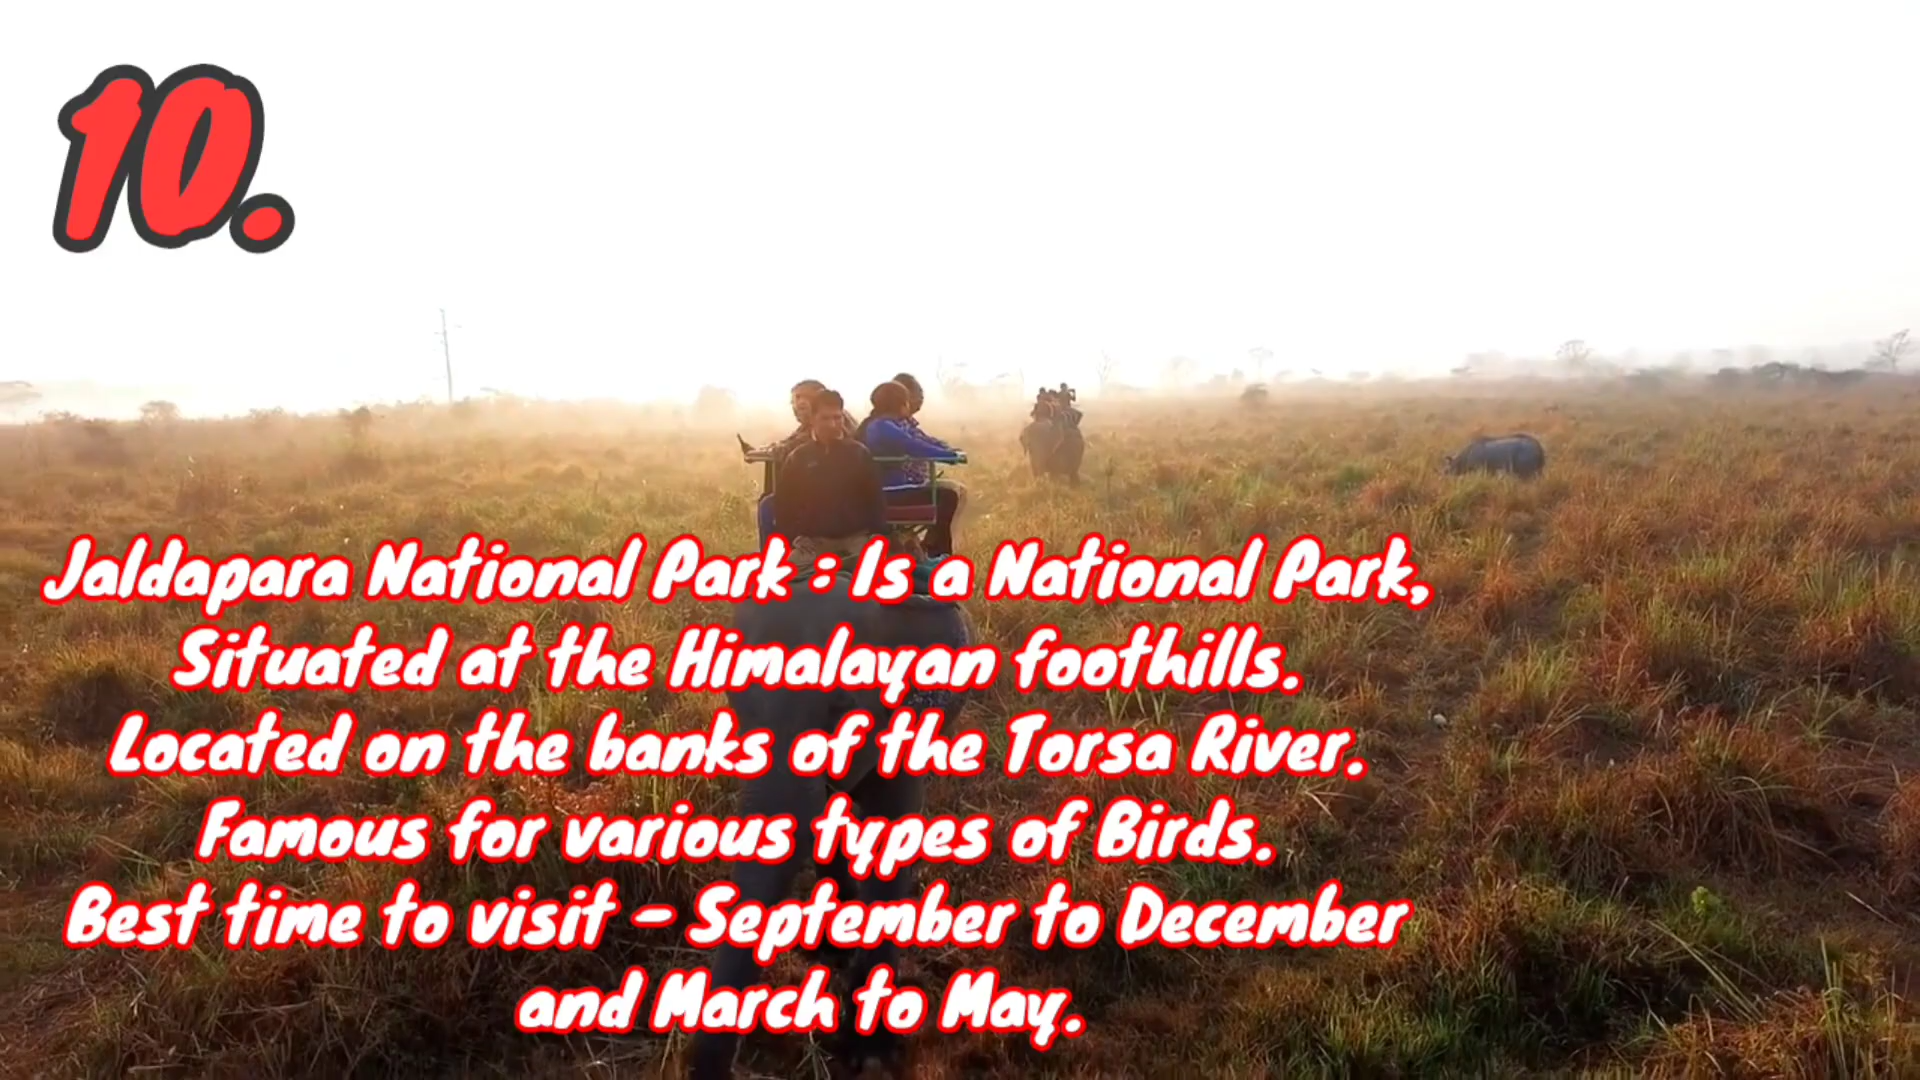 10.
Jaldapara National Park : Is a National Park,
Situated at the Himalayan foothills.
Located on the banks of the Torsa River.
Famous for various types of Birds.
Best time to visit - September to December
and March to May.